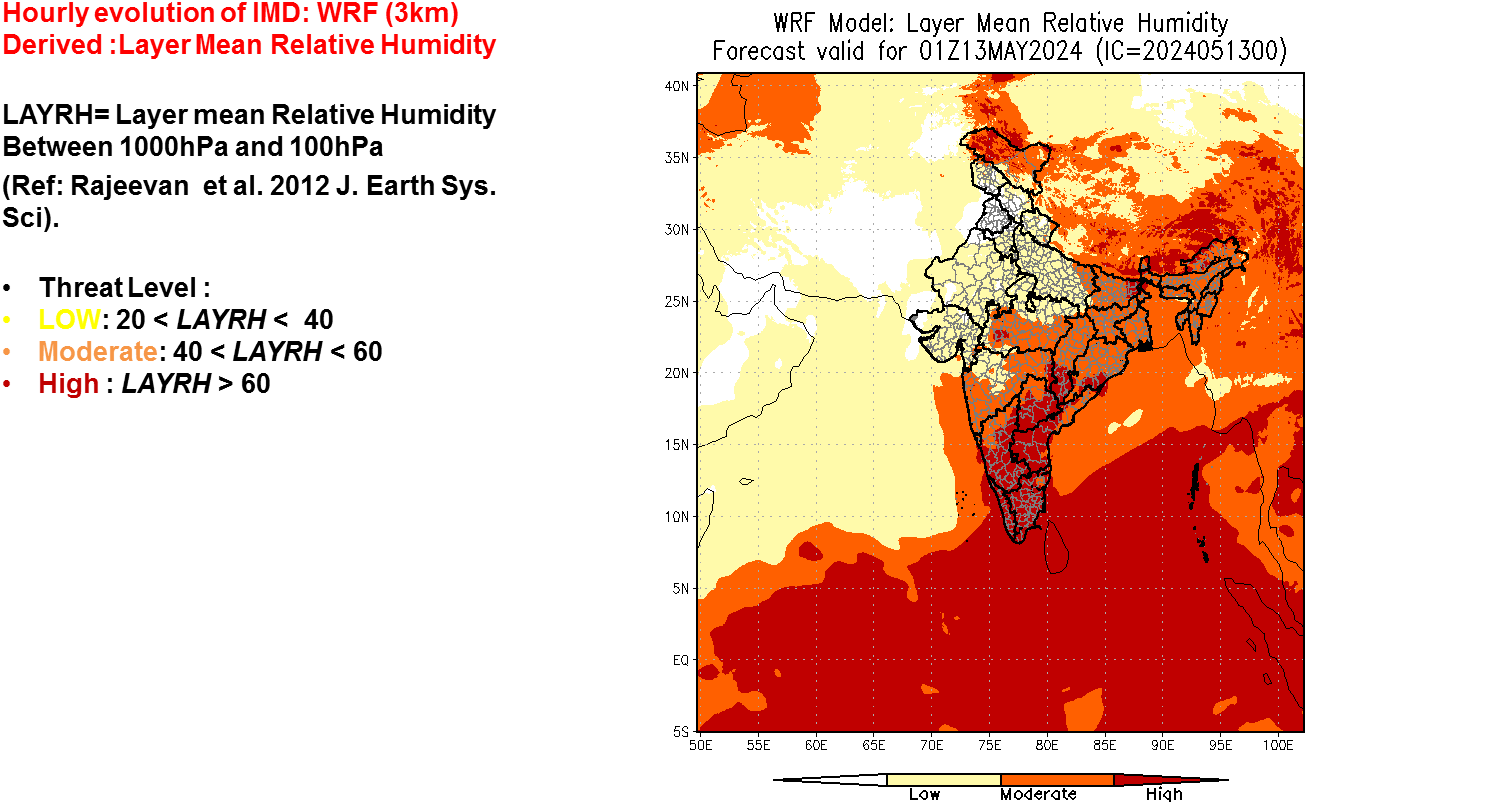 Hourly evolution of IMD: WRF (3km)
Derived :Layer Mean Relative Humidity
LAYRH= Layer mean Relative Humidity
Between 1000hPa and 100hPa
(Ref: Rajeevan et al. 2012 J. Earth Sys.
Sci).
• Threat Level :
• LOW: 20 < LAYRH < 40
• Moderate: 40 < LAYRH < 60
• High : LAYRH > 60
WRF Model: Layer Mean Relative Humidity
Forecast valid for 01Z13MAY2024 (IC=2024051300)
40N
35N
30N
25N
20N
15N
10N
5N
EQ
5S
50E 55E 60E 65E 70E 75E 80E 85E 90E 95E 100E
Low Moderate High